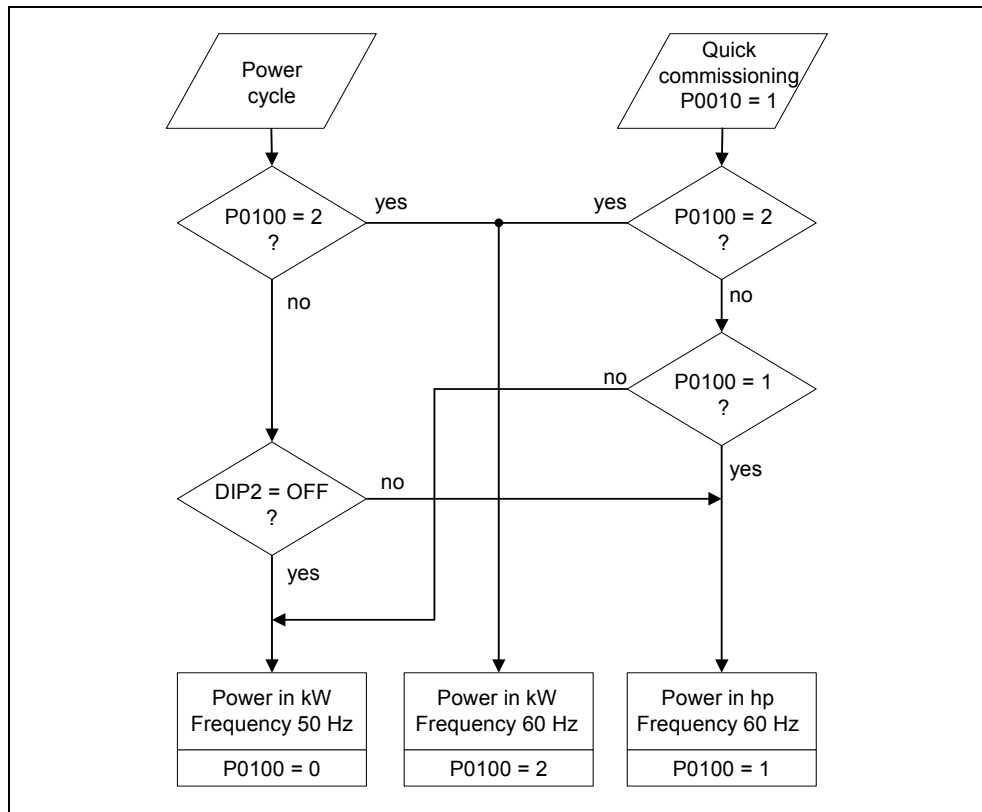 Power
cycle
Quick
commissioning
P0010 = 1
P0100 = 2
?
yes
yes
P0100 = 2
?
no
no
P0100 = 1
?
no
yes
DIP2 = OFF
?
no
yes
Power in kW
Frequency 50 Hz
P0100 = 0
Power in kW
Frequency 60 Hz
P0100 = 2
Power in hp
Frequency 60 Hz
P0100 = 1